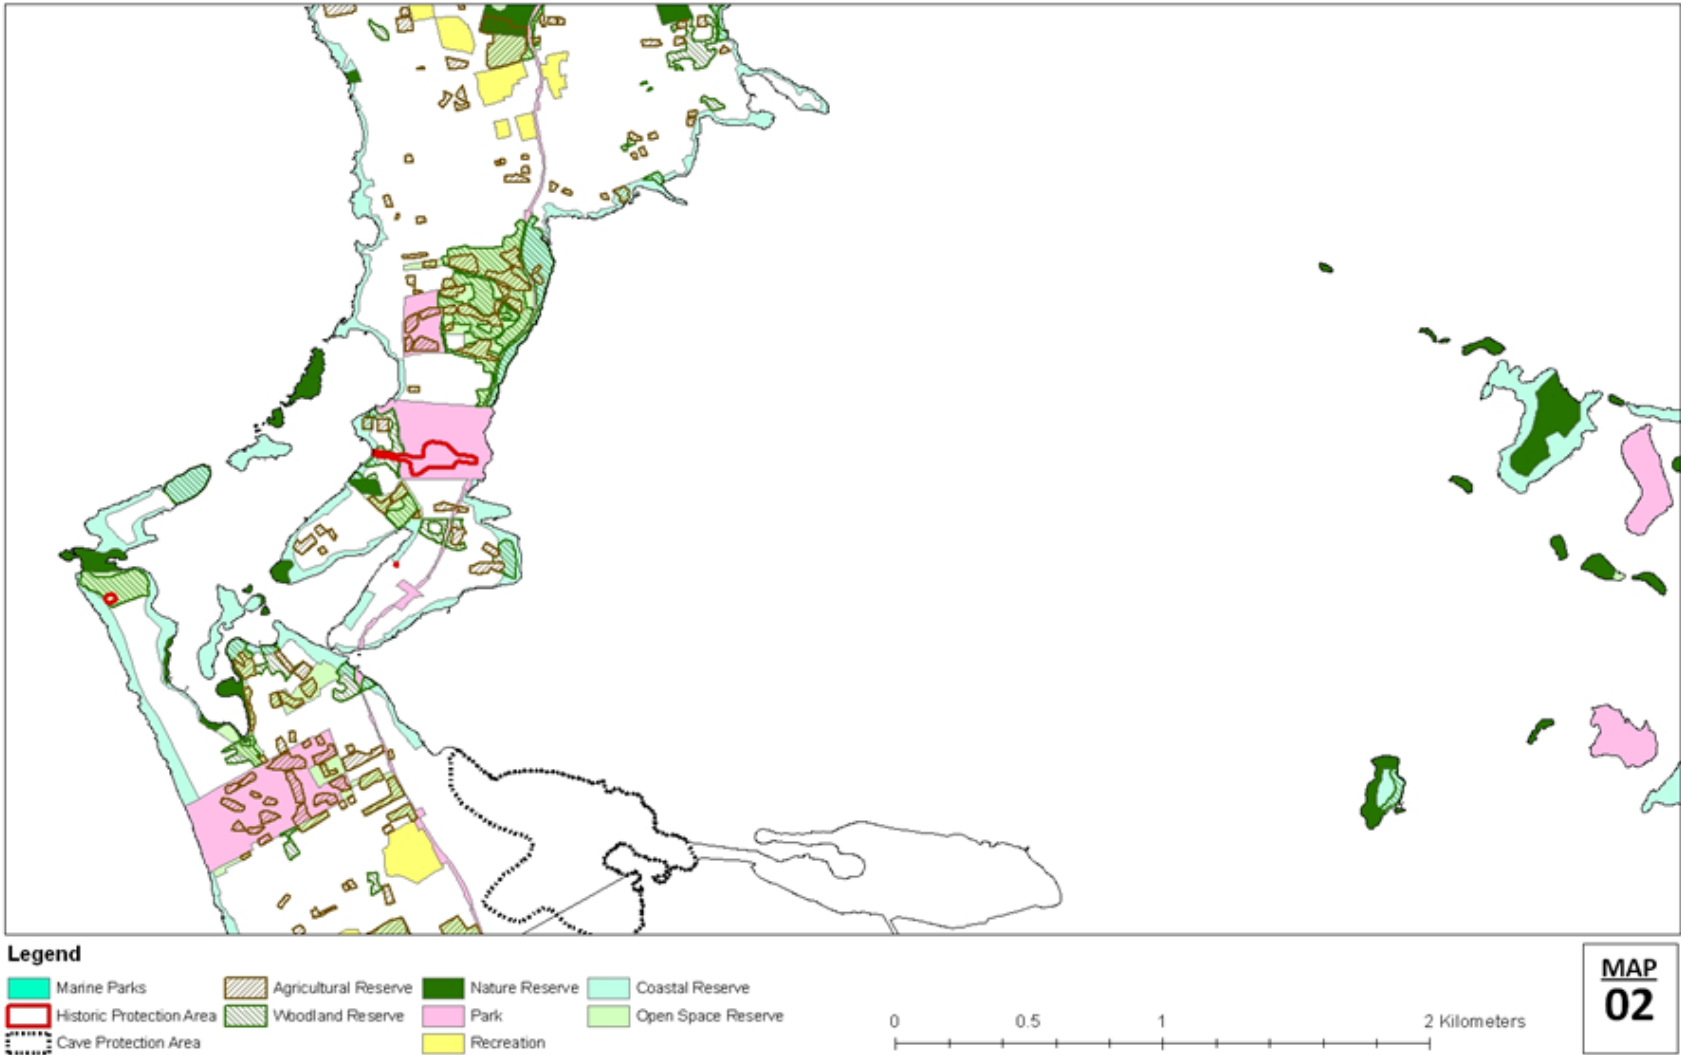 Legend
Marine Parks
Agricultural Reserve
Nature Reserve
Coastal Reserve
Historic Protection Area
Woodland Reserve
Park
Open Space Reserve
Cave Protection Area
Recreation
0 0.5 1 2 Kilometers
MAP
02